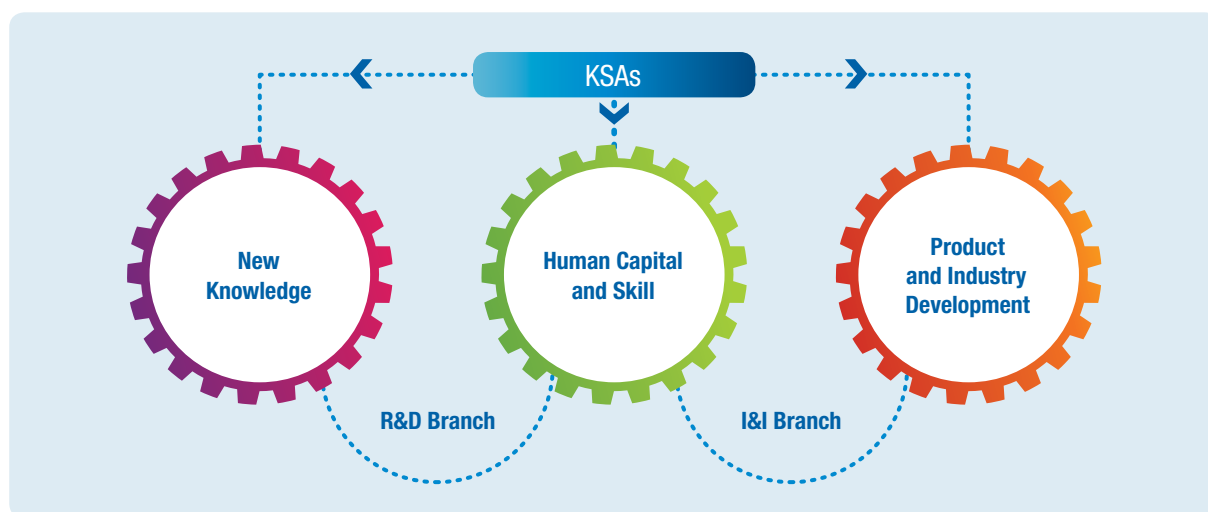 KSAs
New
Knowledge
Human Capital
and Skill
Product
and Industry
Development
R&D Branch
I&I Branch